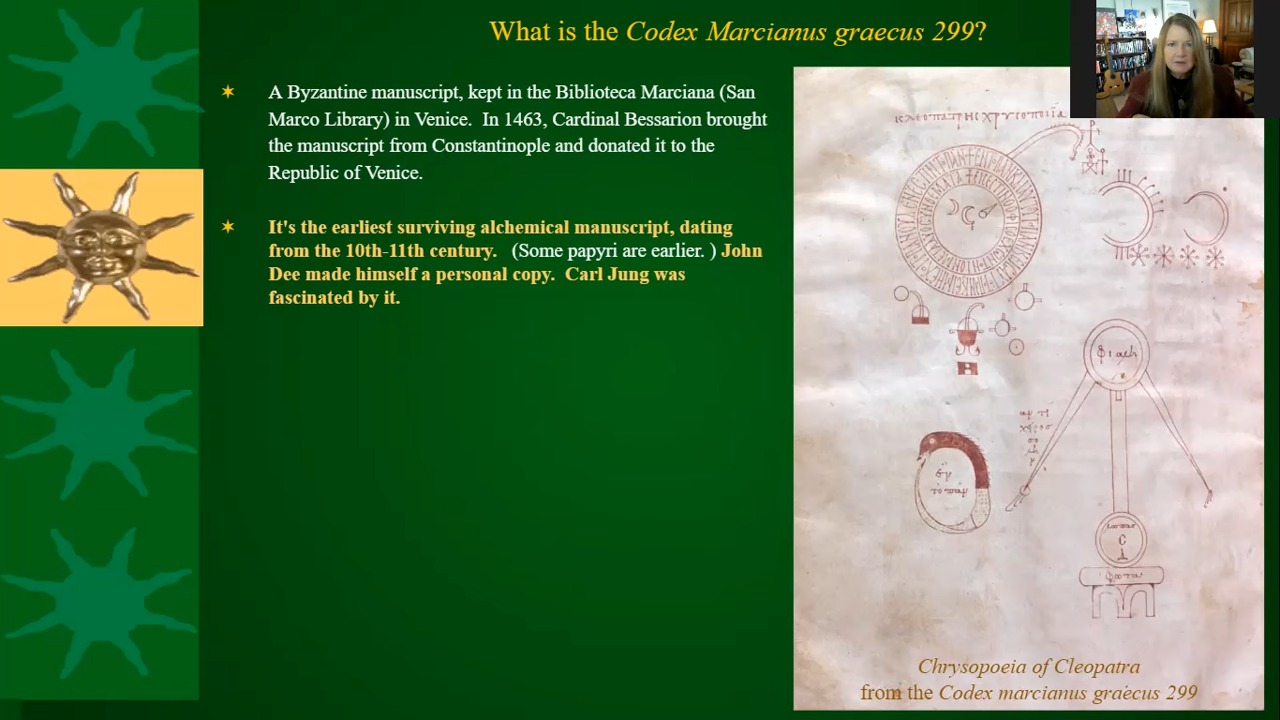 What is the Codex Marcianus graecus 299?
✶ A Byzantine manuscript, kept in the Biblioteca Marciana (San
Marco Library) in Venice.  In 1463, Cardinal Bessarion brought
the manuscript from Constantinople and donated it to the
Republic of Venice.
✶ It's the earliest surviving alchemical manuscript, dating
from the 10th-11th century.   (Some papyri are earlier. ) John
Dee made himself a personal copy.  Carl Jung was
fascinated by it.
Chrysopoeia of Cleopatra
from the Codex marcianus graecus 299